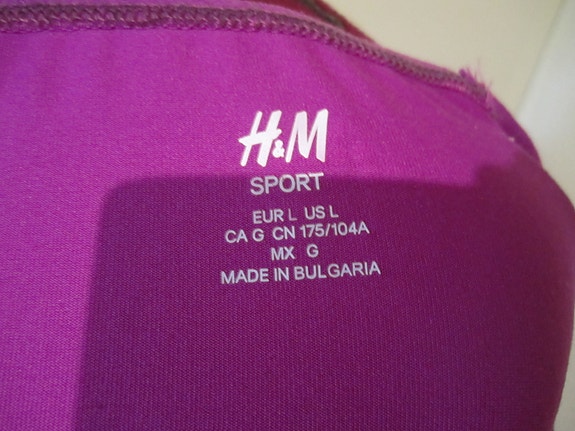 H&M
SPORT
EUR L US L
CA G CN 175/104A
MX G
MADE IN BULGARIA